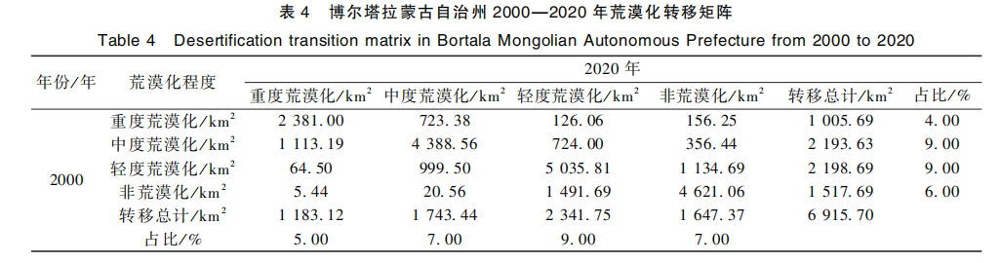 表 4 博尔塔拉蒙古自治州 2000—2020 年荒漠化转移矩阵
Table 4 Desertification transition matrix in Bortala Mongolian Autonomous Prefecture from 2000 to 2020
年份/年 荒漠化程度 2020 年
重度荒漠化/km² 中度荒漠化/km² 轻度荒漠化/km² 非荒漠化/km² 转移总计/km² 占比/%
重度荒漠化/km² 2 381.00 723.38 126.06 156.25 1 005.69 4.00
中度荒漠化/km² 1 113.19 4 388.56 724.00 356.44 2 193.63 9.00
2000 轻度荒漠化/km² 64.50 999.50 5 035.81 1 134.69 2 198.69 9.00
非荒漠化/km² 5.44 20.56 1 491.69 4 621.06 1 517.69 6.00
转移总计/km² 1 183.12 1 743.44 2 341.75 1 647.37 6 915.70
占比/% 5.00 7.00 9.00 7.00